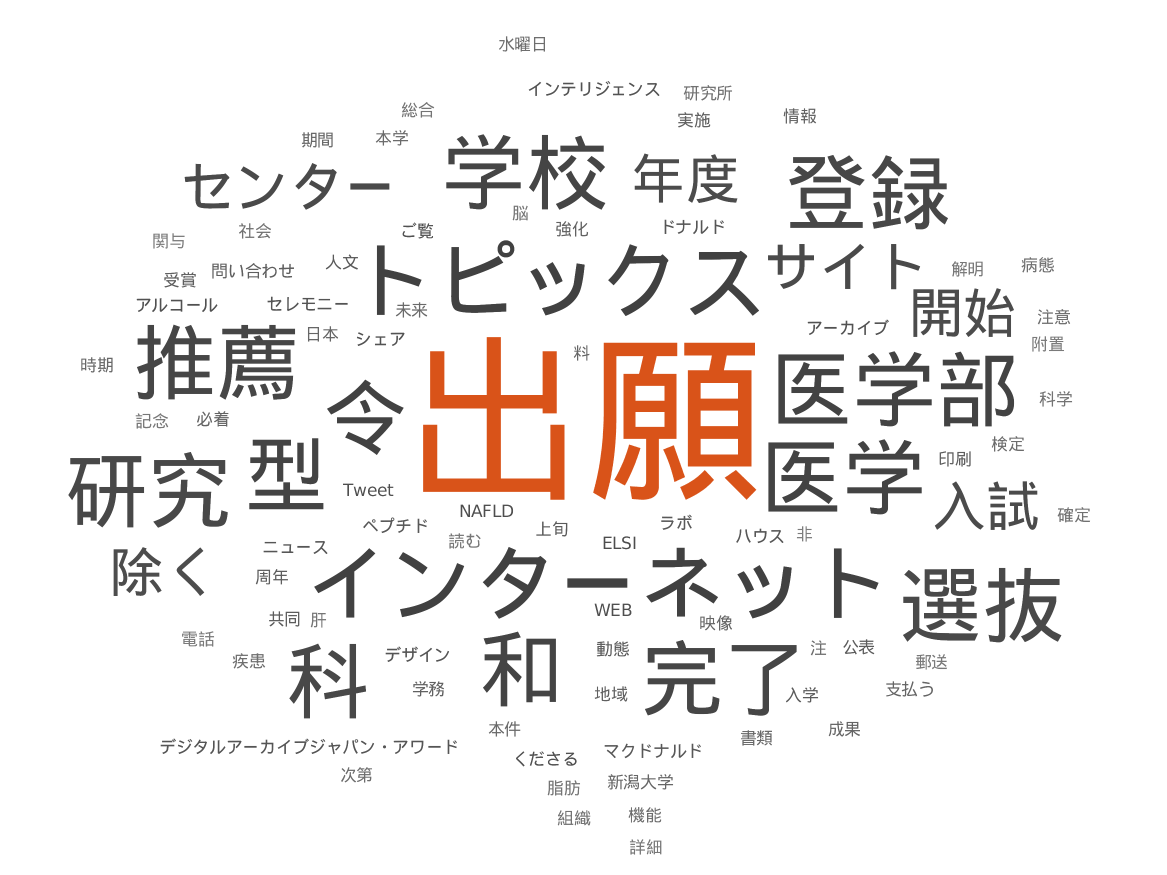 水曜日
インテリジェンス
研究所
総合
実施
情報
期間
本学
学校
年度
センター
登録
脳
強化
ドナルド
関与
社会
ご覧
受賞
問い合わせ
人文
トピックス
サイト
解明
病態
アルコール
セレモニー
未来
開始
注意
日本
シェア
アーカイブ
附置
時期
推薦
料
出願
医学部
科学
記念
必着
令
検定
研究
型
Tweet
医学
印刷
入試
確定
NAFLD
ペプチド
読む
上旬
ラボ
ELSI
ハウス
非
ニュース
除く
周年
インターネット
選抜
WEB
共同
肝
映像
電話
疾患
科
デザイン
和
動態
完了
注
公表
郵送
学務
地域
入学
支払う
本件
書類
成果
デジタルアーカイブジャパン・アワード
くださる
マクドナルド
次第
脂肪
新潟大学
組織
機能
詳細